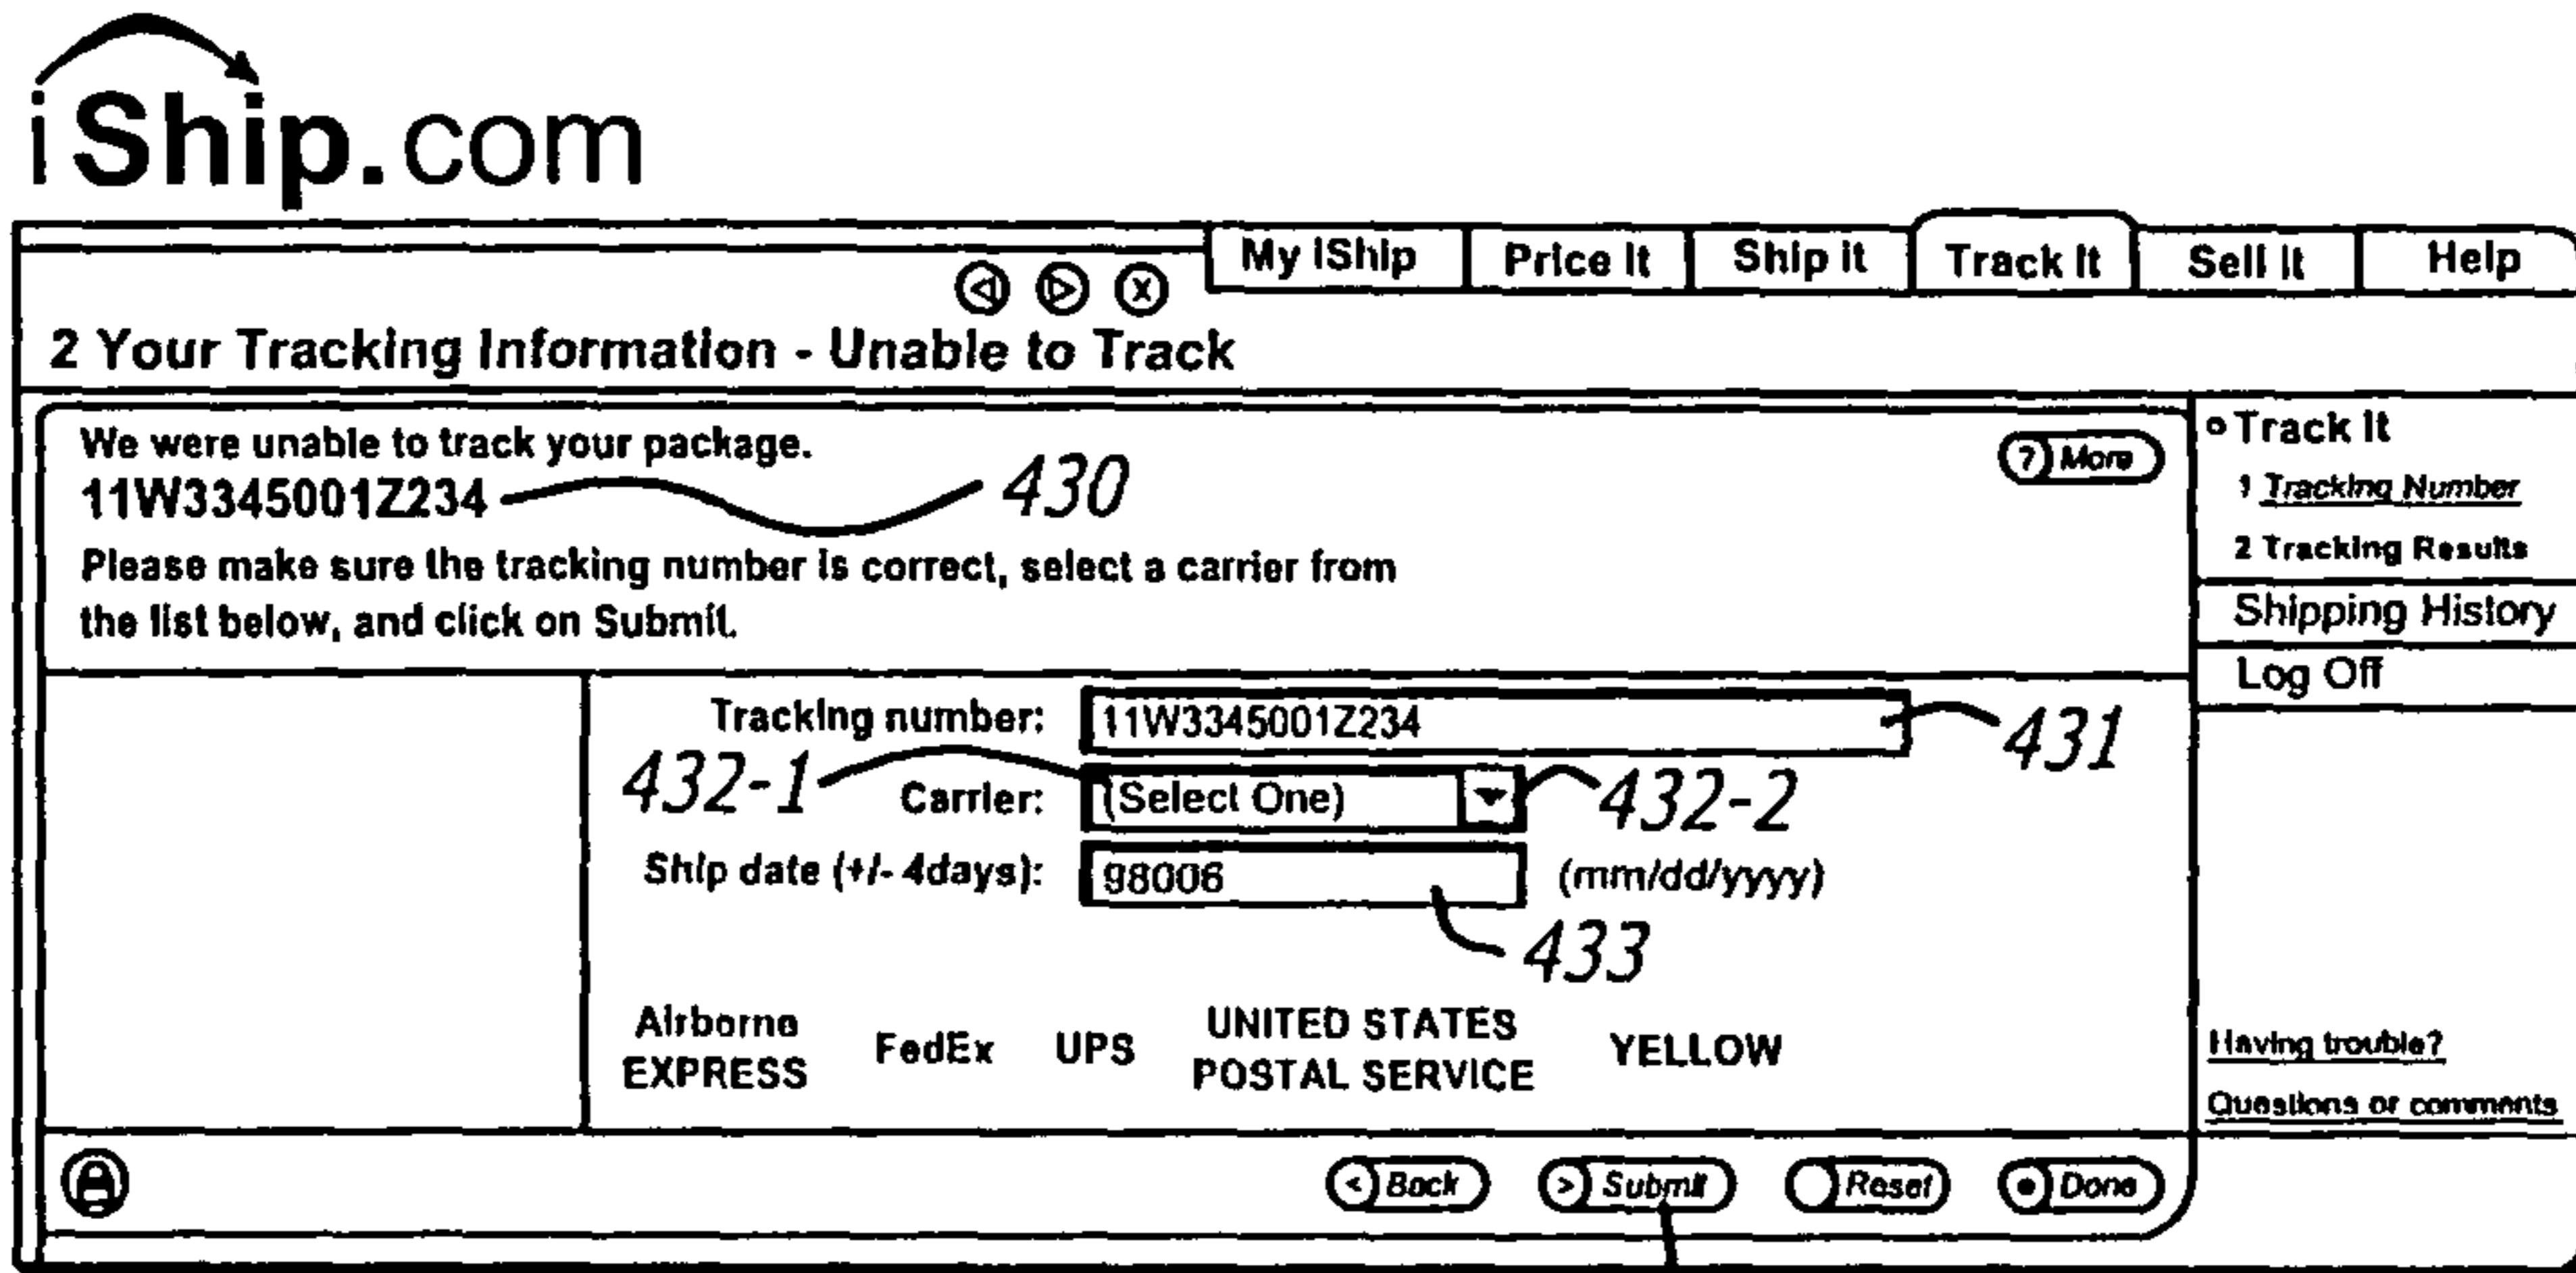 iShip.com
My iShip Price It Ship it Track It Sell It Help
2 Your Tracking Information - Unable to Track
We were unable to track your package.
? More
11W3345001Z234
430
Please make sure the tracking number is correct, select a carrier from
the list below, and click on Submit.
Track It
1 Tracking Number
2 Tracking Results
Shipping History
Log Off
Tracking number: 11W3345001Z234
431
432-1
Carrier: (Select One)
432-2
Ship date (+/- 4days): 98006 (mm/dd/yyyy)
433
Airborne
EXPRESS
FedEx
UPS
UNITED STATES
POSTAL SERVICE
YELLOW
Having trouble?
Questions or comments
< Back > Submit Reset Done